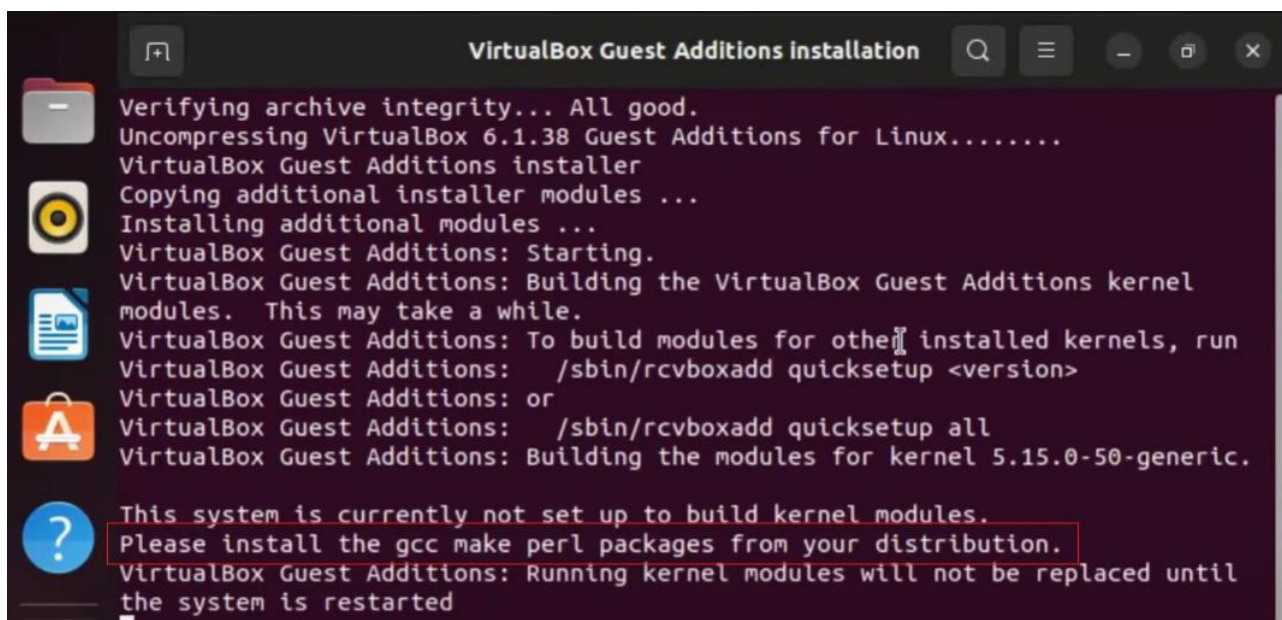 VirtualBox Guest Additions installation
Verifying archive integrity... All good.
Uncompressing VirtualBox 6.1.38 Guest Additions for Linux........
VirtualBox Guest Additions installer
Copying additional installer modules ...
Installing additional modules ...
VirtualBox Guest Additions: Starting.
VirtualBox Guest Additions: Building the VirtualBox Guest Additions kernel
modules.  This may take a while.
VirtualBox Guest Additions: To build modules for other installed kernels, run
VirtualBox Guest Additions:   /sbin/rcvboxadd quicksetup <version>
VirtualBox Guest Additions: or
VirtualBox Guest Additions:   /sbin/rcvboxadd quicksetup all
VirtualBox Guest Additions: Building the modules for kernel 5.15.0-50-generic.
This system is currently not set up to build kernel modules.
Please install the gcc make perl packages from your distribution.
VirtualBox Guest Additions: Running kernel modules will not be replaced until
the system is restarted